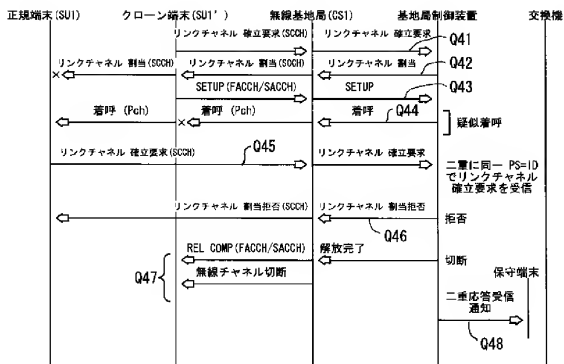 正規端末(SU1) クローン端末(SU1') 無線基地局(CS1) 基地局制御装置 交換機
リンクチャネル 確立要求(SCCH) リンクチャネル 確立要求 Q41
リンクチャネル 割当(SCCH) リンクチャネル 割当(SCCH) リンクチャネル 割当 Q42
SETUP(FACCH/SACCH) SETUP Q43
着呼 (Pch) 着呼 (Pch) 着呼 Q44
疑似着呼
リンクチャネル 確立要求(SCCH) Q45 リンクチャネル 確立要求
二重に同一 PS=ID
でリンクチャネル
確立要求を受信
リンクチャネル 割当拒否(SCCH) リンクチャネル 割当拒否 拒否
Q46
REL COMP(FACCH/SACCH) 解放完了 切断
Q47 無線チャネル切断 保守端末
二重応答受信
通知
Q48